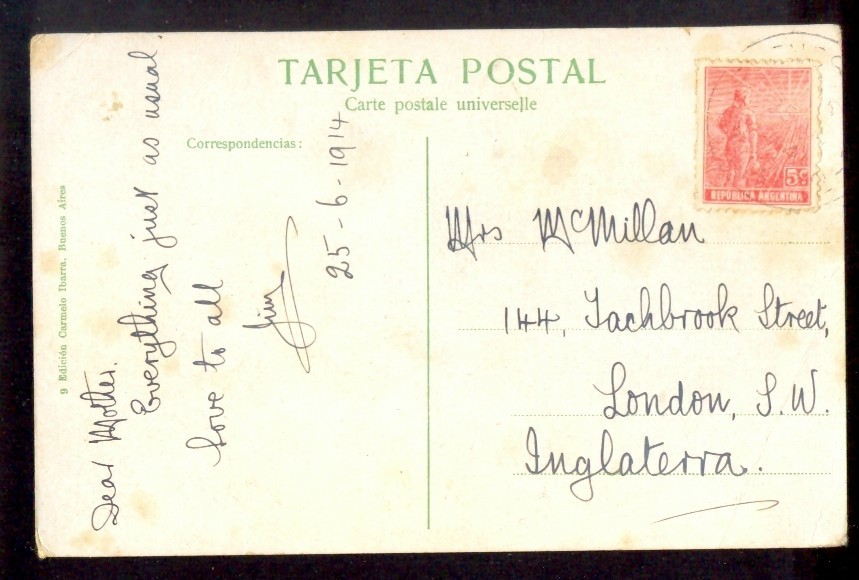 TARJETA POSTAL
Carte postale universelle
Correspondencias:
9 Edición Carmelo Ibarra. Buenos Aires
Dear Mother.
Everything just as usual.
Love to all
Jim
25-6-1914
5c
REPÚBLICA ARGENTINA
Mrs McMillan
144, Tachbrook Street,
London, S.W.
Inglaterra.